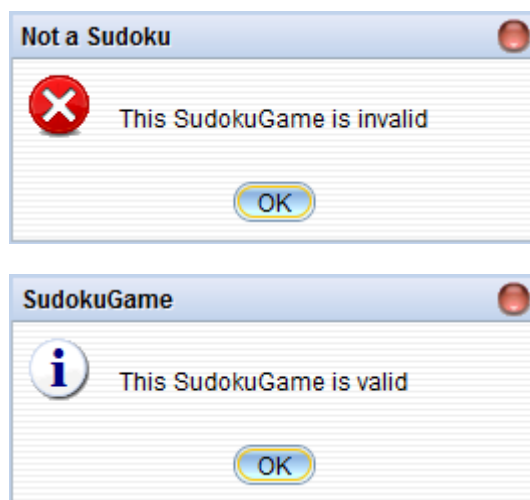 Not a Sudoku
This SudokuGame is invalid
OK
SudokuGame
This SudokuGame is valid
OK